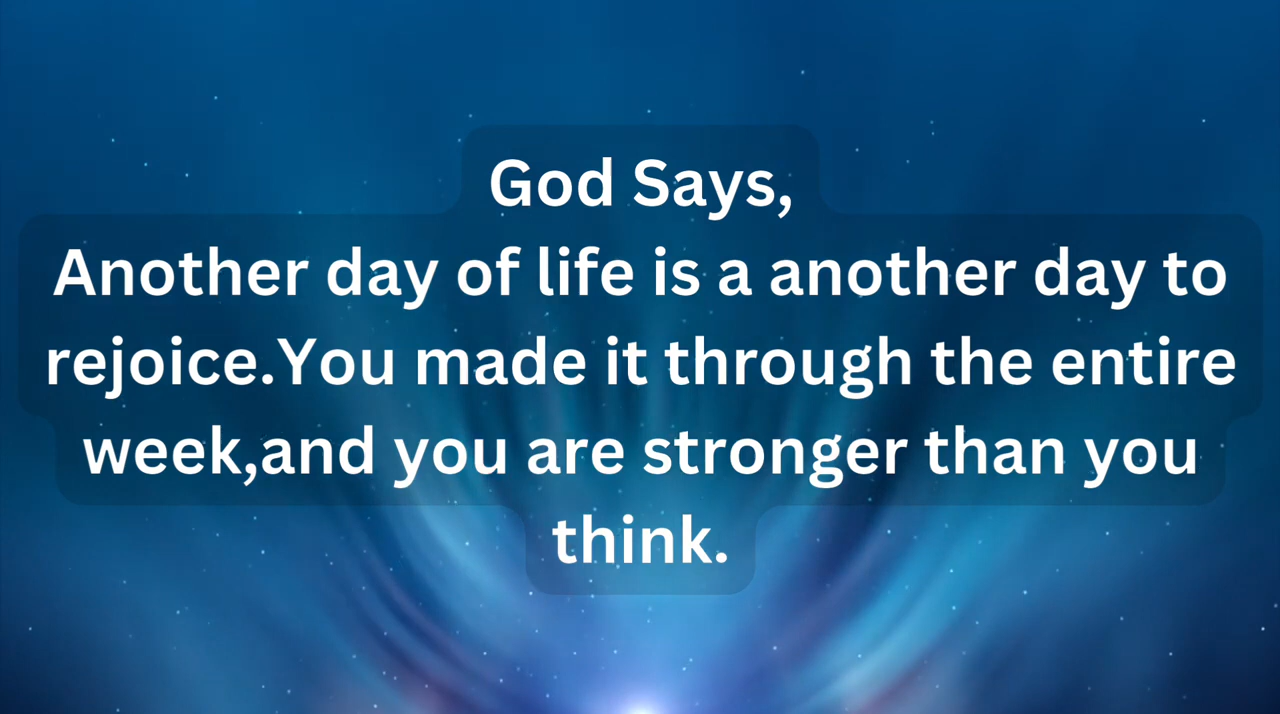 God Says,
Another day of life is a another day to
rejoice.You made it through the entire
week,and you are stronger than you
think.